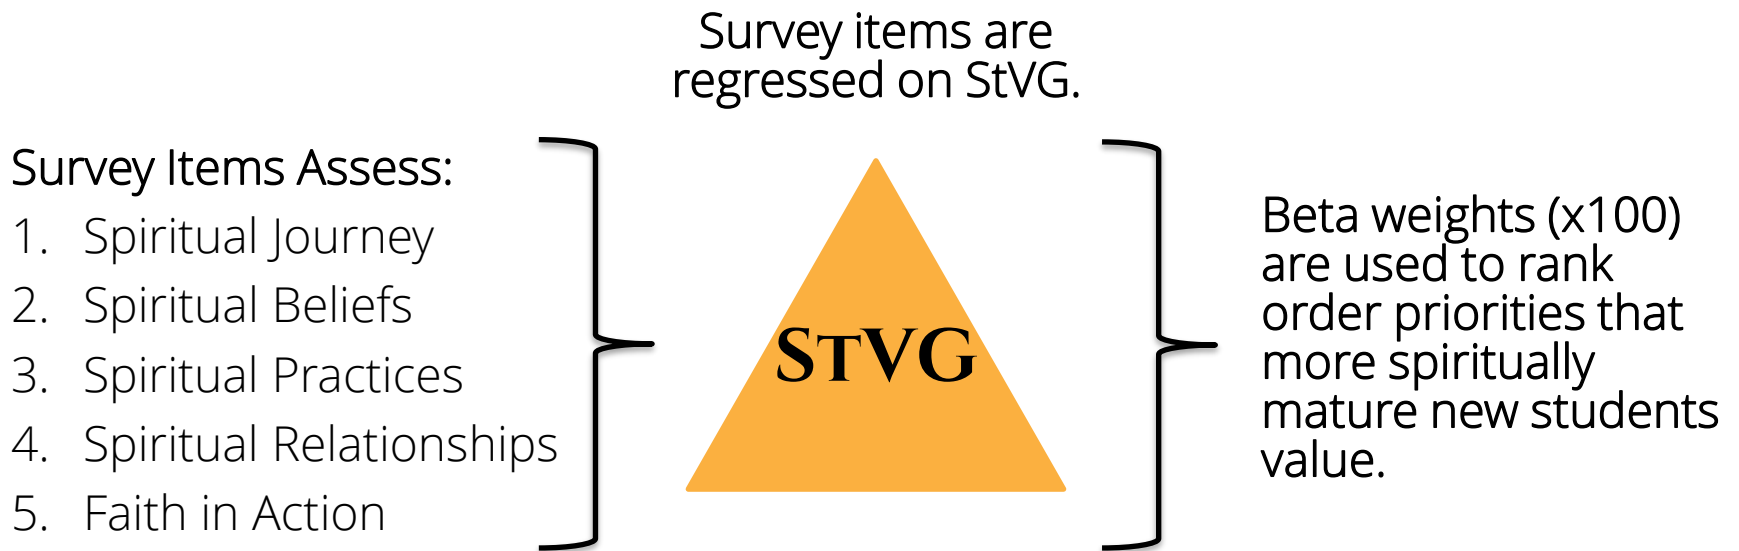 Survey items are
regressed on StVG.
Survey Items Assess:
1. Spiritual Journey
2. Spiritual Beliefs
3. Spiritual Practices
4. Spiritual Relationships
5. Faith in Action
STVG
Beta weights (x100)
are used to rank
order priorities that
more spiritually
mature new students
value.